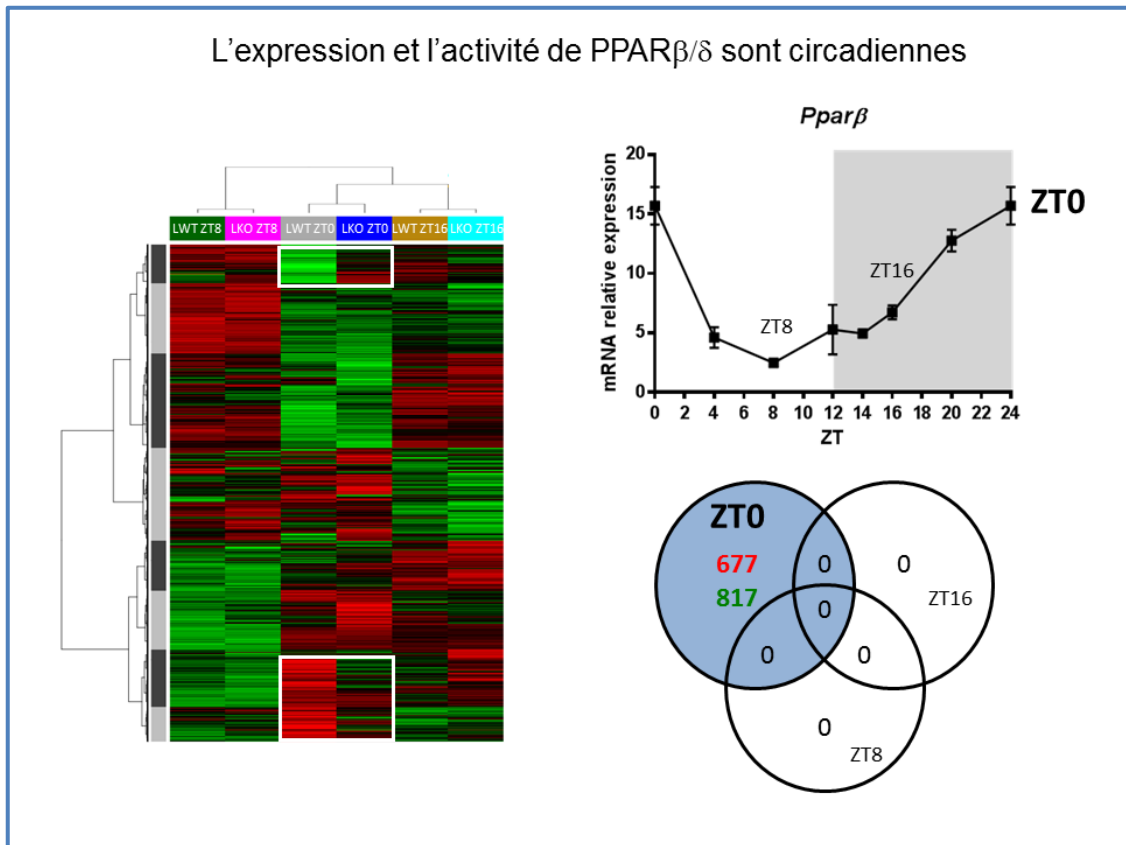 L'expression et l'activité de PPARβ/δ sont circadiennes
LWT ZT8 LKO ZT8 LWT ZT0 LKO ZT0 LWT ZT16 LKO ZT16
Pparβ
mRNA relative expression
20
15
10
5
0
ZT0
ZT16
ZT8
0 2 4 6 8 10 12 14 16 18 20 22 24
ZT
ZT0
677
817
0
0
ZT16
0
0
0
0
ZT8